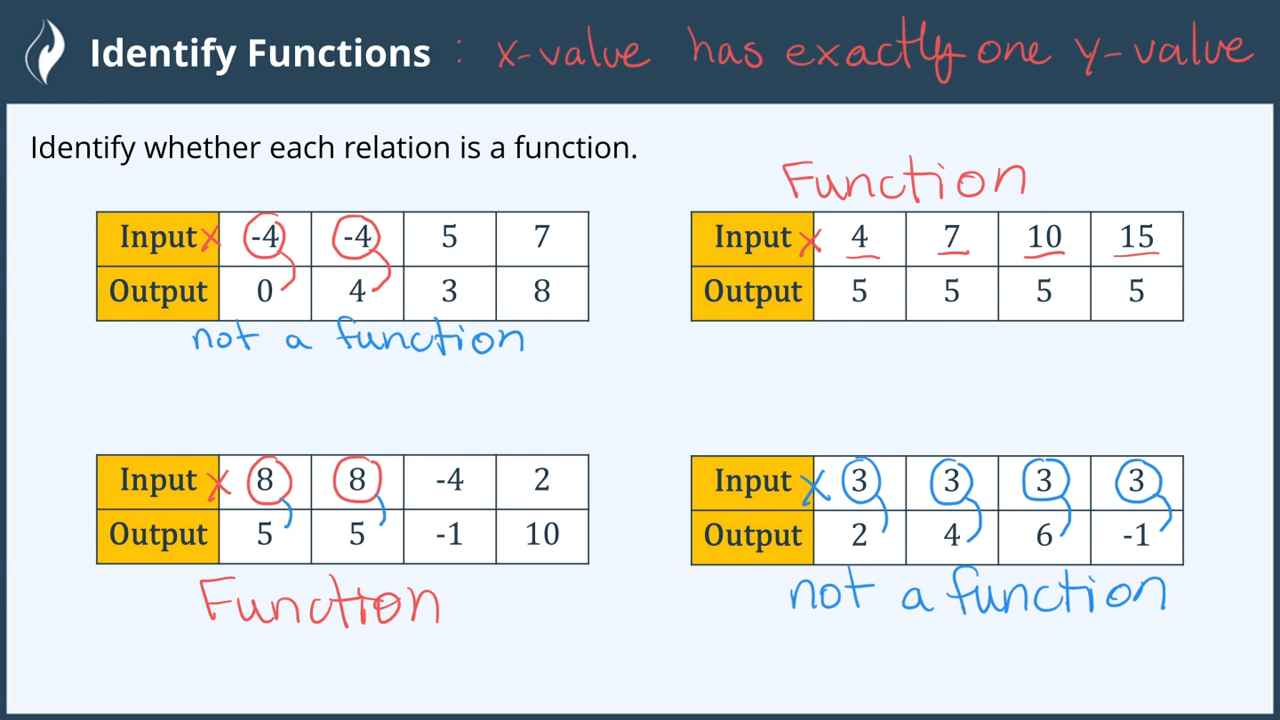 Identify Functions : x-value has exactly one y-value
Identify whether each relation is a function.
Function
Input x -4 -4 5 7
Output 0 4 3 8
not a function
Input x 4 7 10 15
Output 5 5 5 5
Input x 8 8 -4 2
Output 5 5 -1 10
Function
Input x 3 3 3 3
Output 2 4 6 -1
not a function